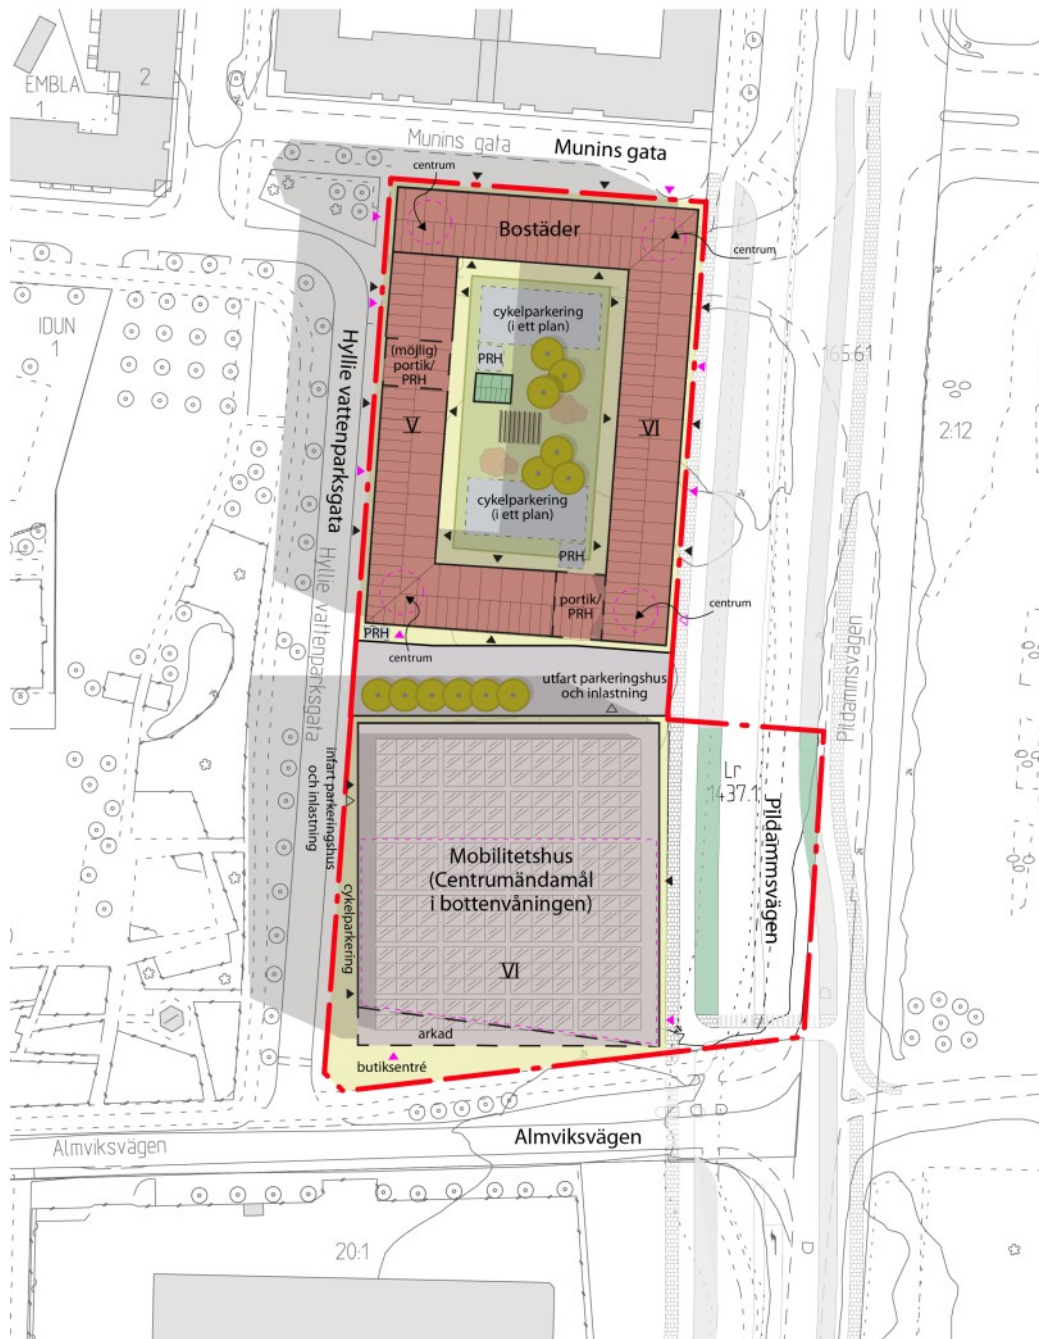 EMBLA
1
2
Munins gata
Munins gata
centrum
Bostäder
centrum
IDUN
1
cykelparkering
(i ett plan)
PRH
(möjlig)
portik/
PRH
V
VI
Hyllie vattenparksgata
165:61
2:12
cykelparkering
(i ett plan)
PRH
portik/
PRH
centrum
PRH
centrum
Hyllie vattenparksgata
utfart parkeringshus
och inlastning
Pildammsvägen
infart parkeringshus
och inlastning
Lr
1437.1
Pildammsvägen
Mobilitetshus
(Centrumändamål
i bottenvåningen)
cykelparkering
VI
arkad
butiksentré
Almviksvägen
Almviksvägen
20:1